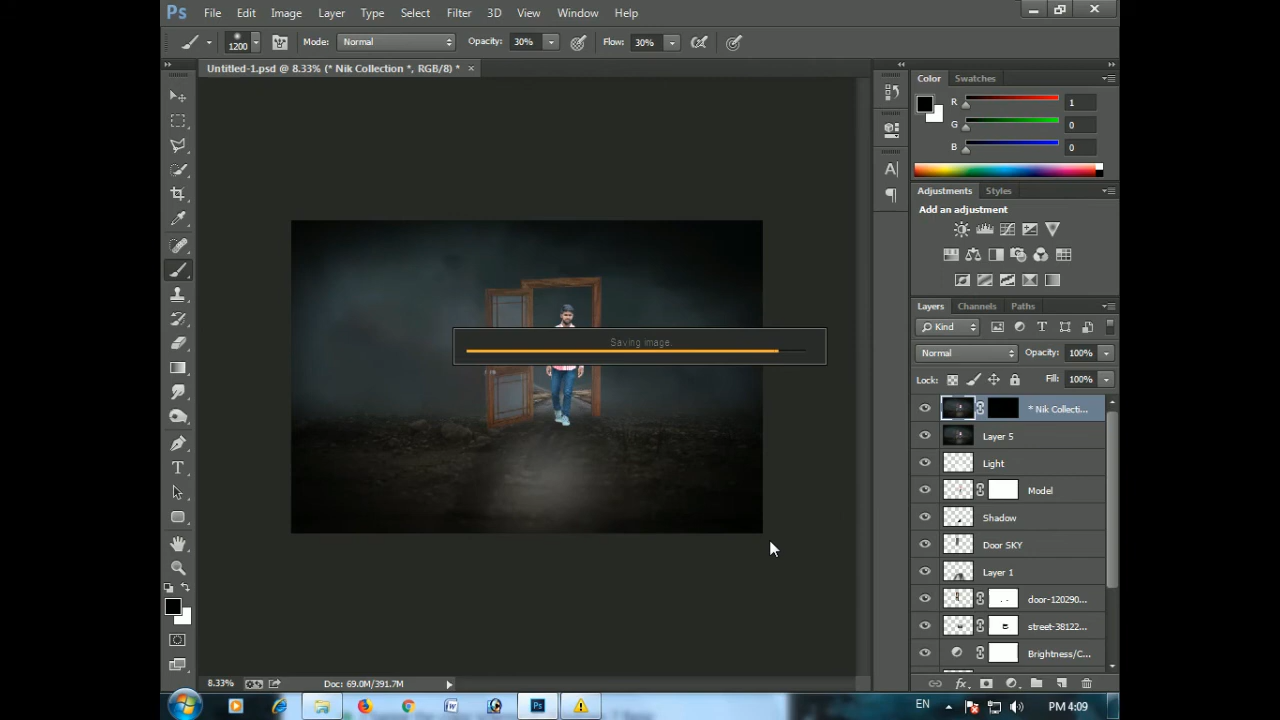 Ps File Edit Image Layer Type Select Filter 3D View Window Help
1200 Mode: Normal Opacity: 30% Flow: 30%
Untitled-1.psd @ 8.33% (* Nik Collection *, RGB/8) * ×
Color Swatches
R 1
G 0
B 0
Adjustments Styles
Add an adjustment
Layers Channels Paths
Kind
Normal Opacity: 100%
Lock: Fill: 100%
* Nik Collecti...
Layer 5
Light
Model
Shadow
Door SKY
Layer 1
door-120290...
street-38122...
Brightness/C...
Saving image.
8.33% Doc: 69.0M/391.7M
EN PM 4:09